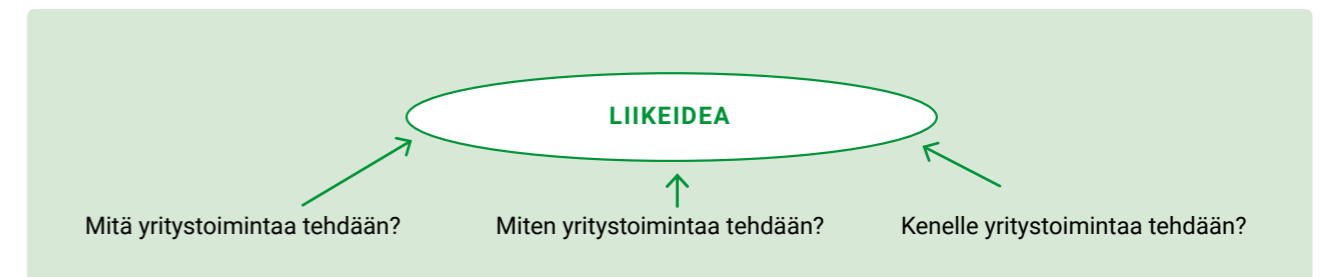 LIIKEIDEA
Mitä yritystoimintaa tehdään?
Miten yritystoimintaa tehdään?
Kenelle yritystoimintaa tehdään?